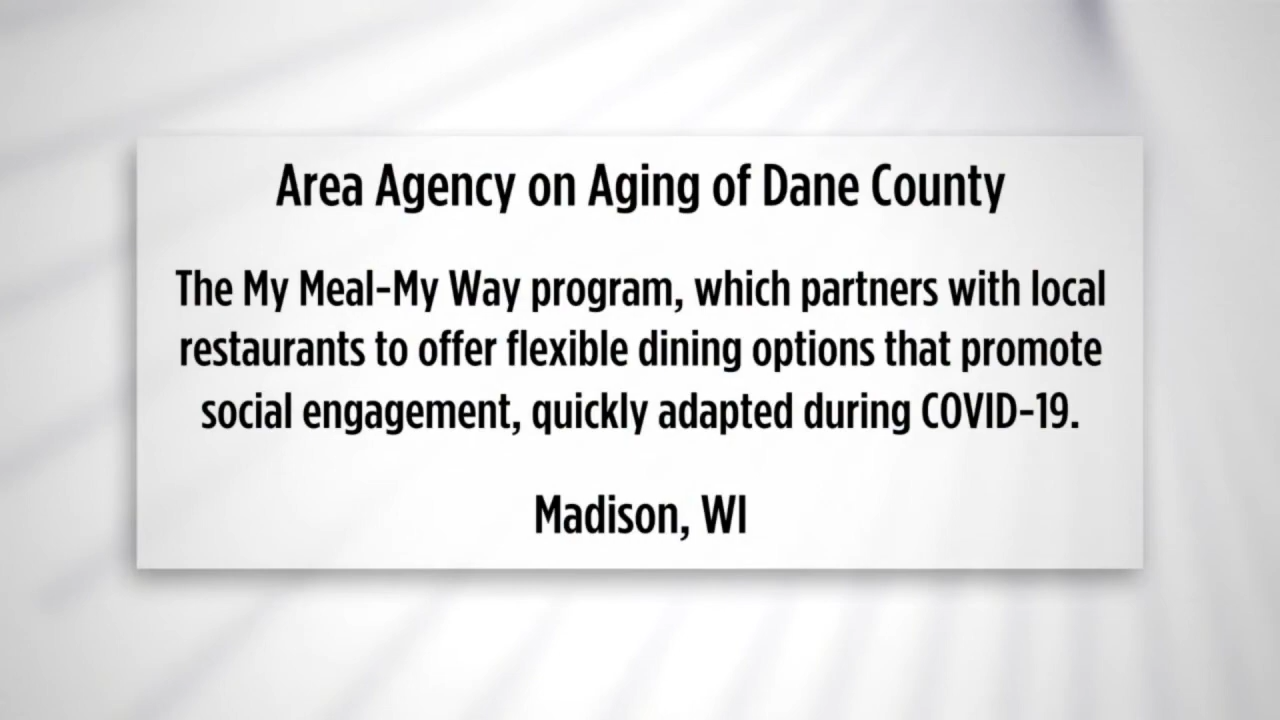 Area Agency on Aging of Dane County
The My Meal-My Way program, which partners with local
restaurants to offer flexible dining options that promote
social engagement, quickly adapted during COVID-19.
Madison, WI